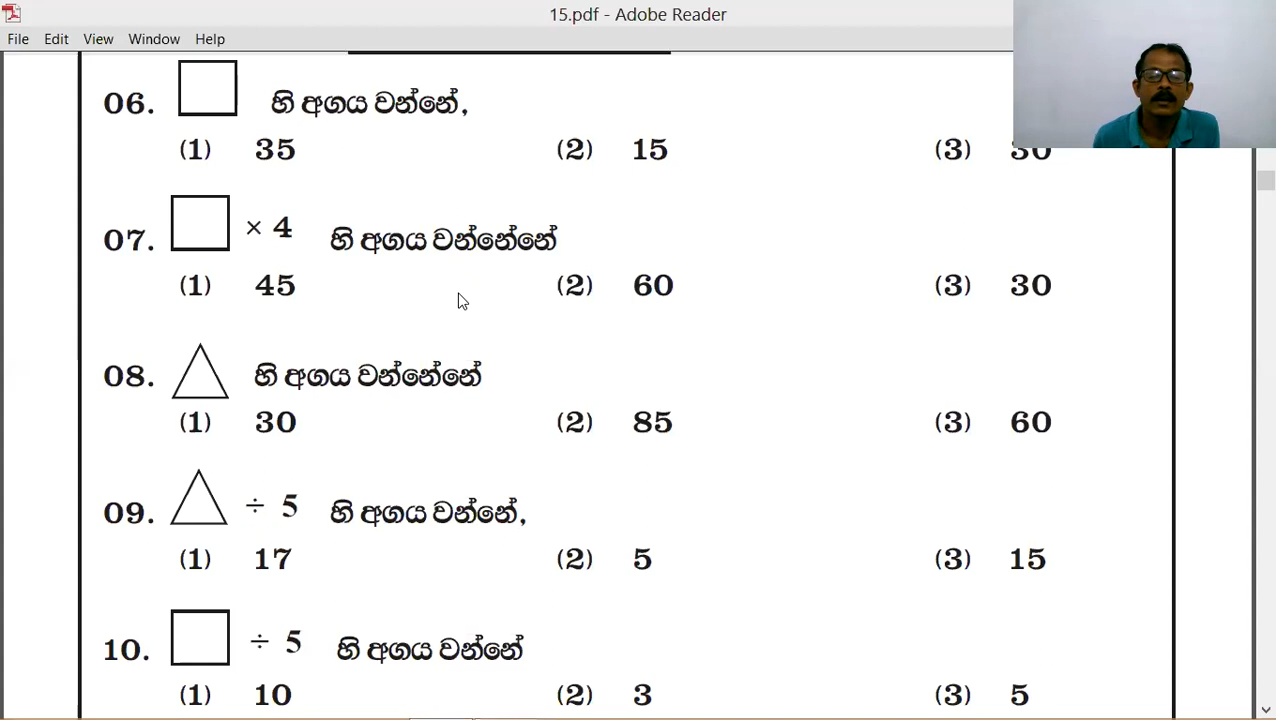 15.pdf - Adobe Reader
File Edit View Window Help
06. හි අගය වන්නේ,
(1) 35 (2) 15 (3) 30
07. × 4 හි අගය වන්නේනේ
(1) 45 (2) 60 (3) 30
08. හි අගය වන්නේනේ
(1) 30 (2) 85 (3) 60
09. ÷ 5 හි අගය වන්නේ,
(1) 17 (2) 5 (3) 15
10. ÷ 5 හි අගය වන්නේ
(1) 10 (2) 3 (3) 5